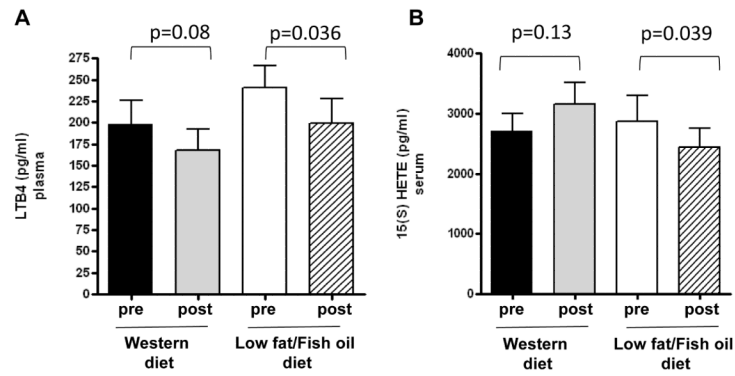 A
p=0.08
p=0.036
LTB4 (pg/ml)
plasma
275
250
225
200
175
150
125
100
75
50
25
0
pre
post
pre
post
Western
diet
Low fat/Fish oil
diet
B
p=0.13
p=0.039
15(S) HETE (pg/ml)
serum
4000
3000
2000
1000
0
pre
post
pre
post
Western
diet
Low fat/Fish oil
diet